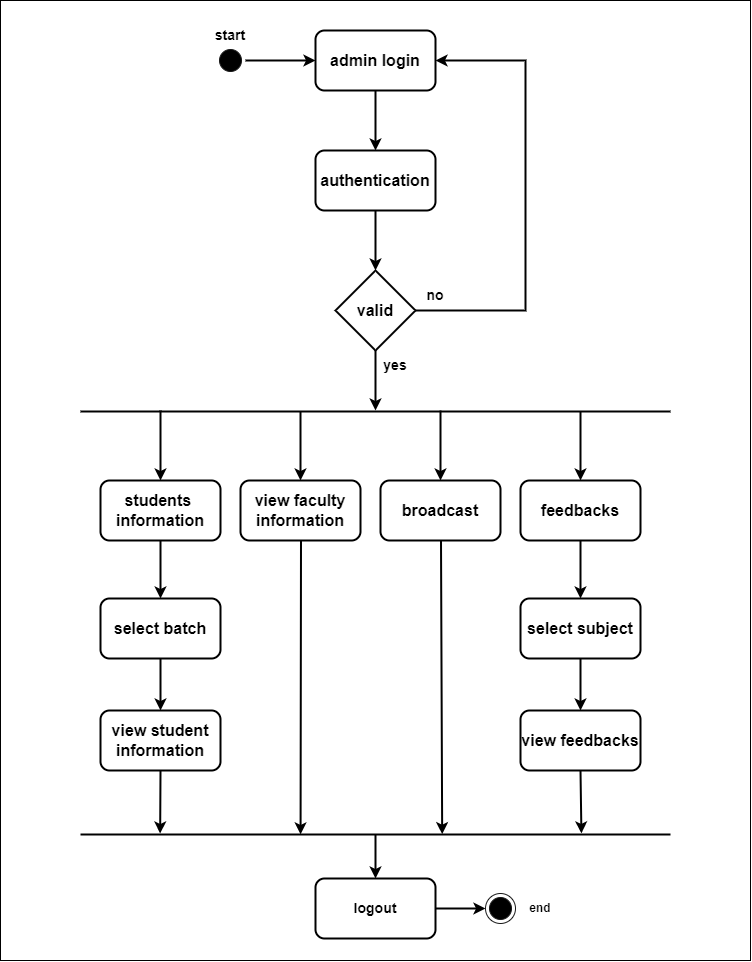 start
admin login
authentication
valid
no
yes
students
information
view faculty
information
broadcast
feedbacks
select batch
select subject
view student
information
view feedbacks
logout
end